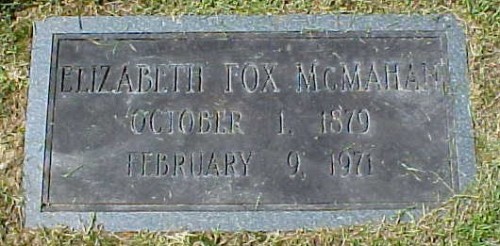 ELIZABETH FOX MCMAHAN
OCTOBER 1, 1879
FEBRUARY 9, 1971